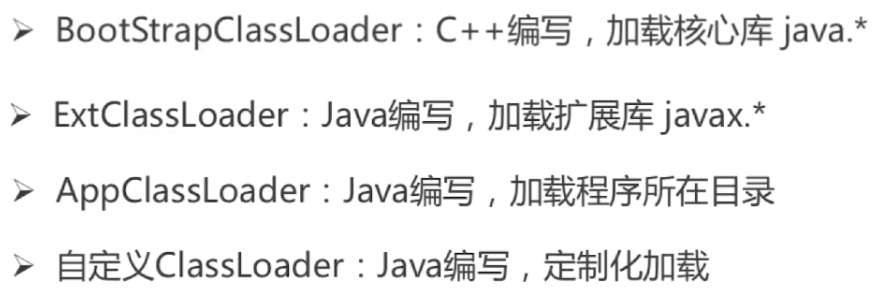 ➢ BootStrapClassLoader：C++编写，加载核心库 java.*
➢ ExtClassLoader：Java编写，加载扩展库 javax.*
➢ AppClassLoader：Java编写，加载程序所在目录
➢ 自定义ClassLoader：Java编写，定制化加载